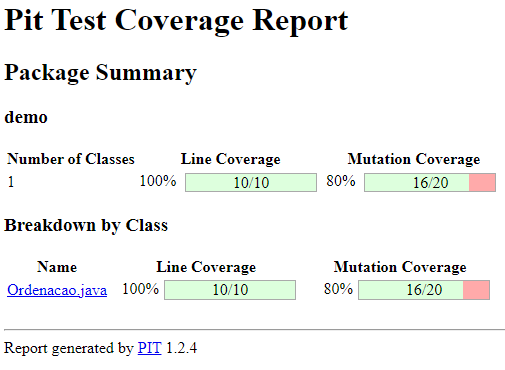 Pit Test Coverage Report
Package Summary
demo
Number of Classes Line Coverage Mutation Coverage
1 100% 10/10 80% 16/20
Breakdown by Class
Name Line Coverage Mutation Coverage
Ordenacao.java 100% 10/10 80% 16/20
Report generated by PIT 1.2.4